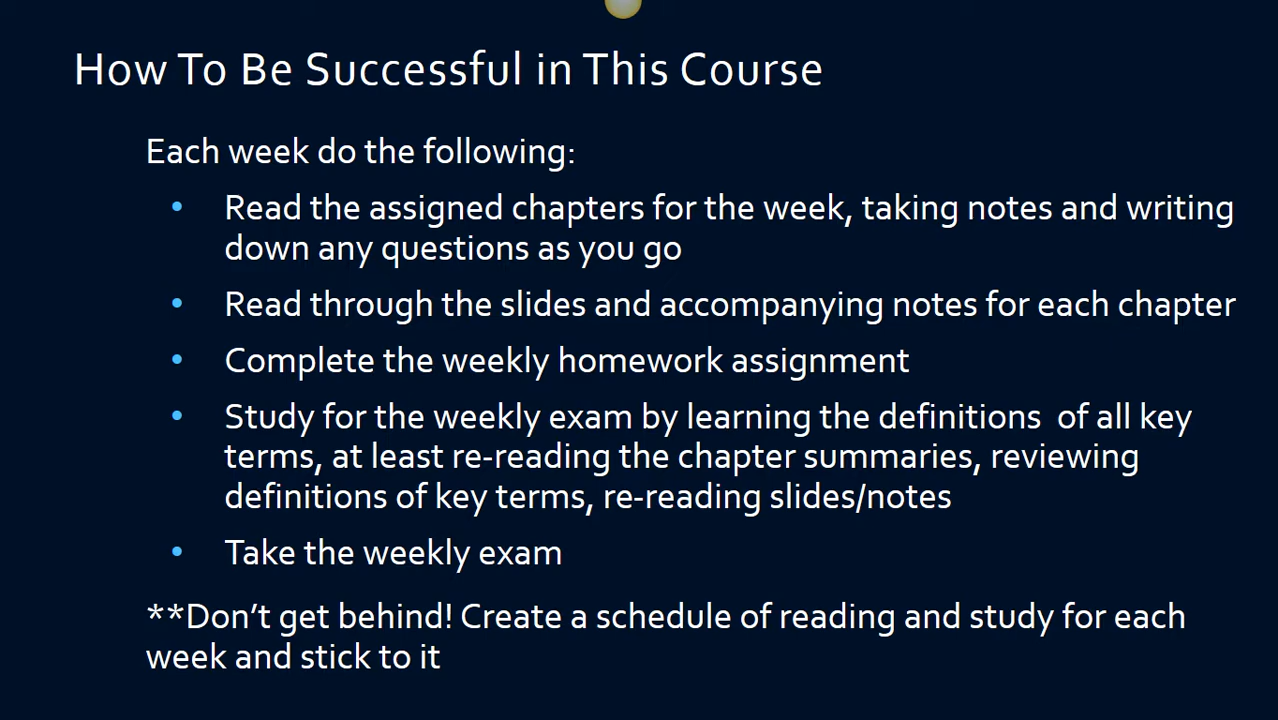 How To Be Successful in This Course
Each week do the following:
• Read the assigned chapters for the week, taking notes and writing
down any questions as you go
• Read through the slides and accompanying notes for each chapter
• Complete the weekly homework assignment
• Study for the weekly exam by learning the definitions  of all key
terms, at least re-reading the chapter summaries, reviewing
definitions of key terms, re-reading slides/notes
• Take the weekly exam
**Don’t get behind! Create a schedule of reading and study for each
week and stick to it